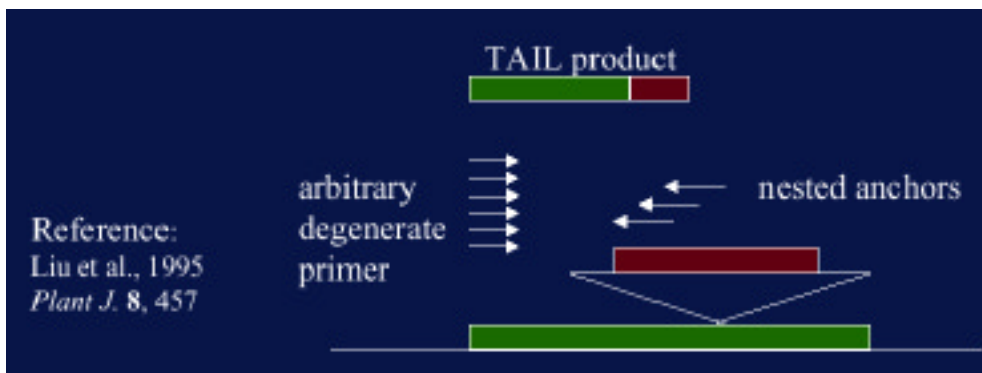 TAIL product
arbitrary
degenerate
primer
nested anchors
Reference:
Liu et al., 1995
Plant J. 8, 457